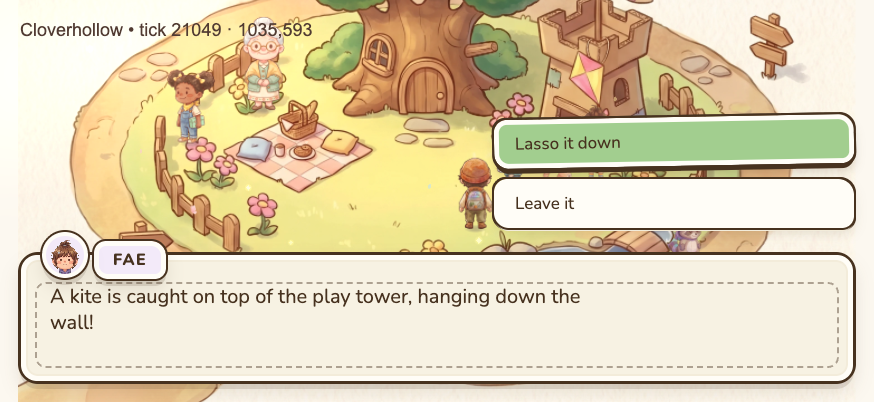 Cloverhollow • tick 21049 · 1035,593
Lasso it down
Leave it
FAE
A kite is caught on top of the play tower, hanging down the
wall!